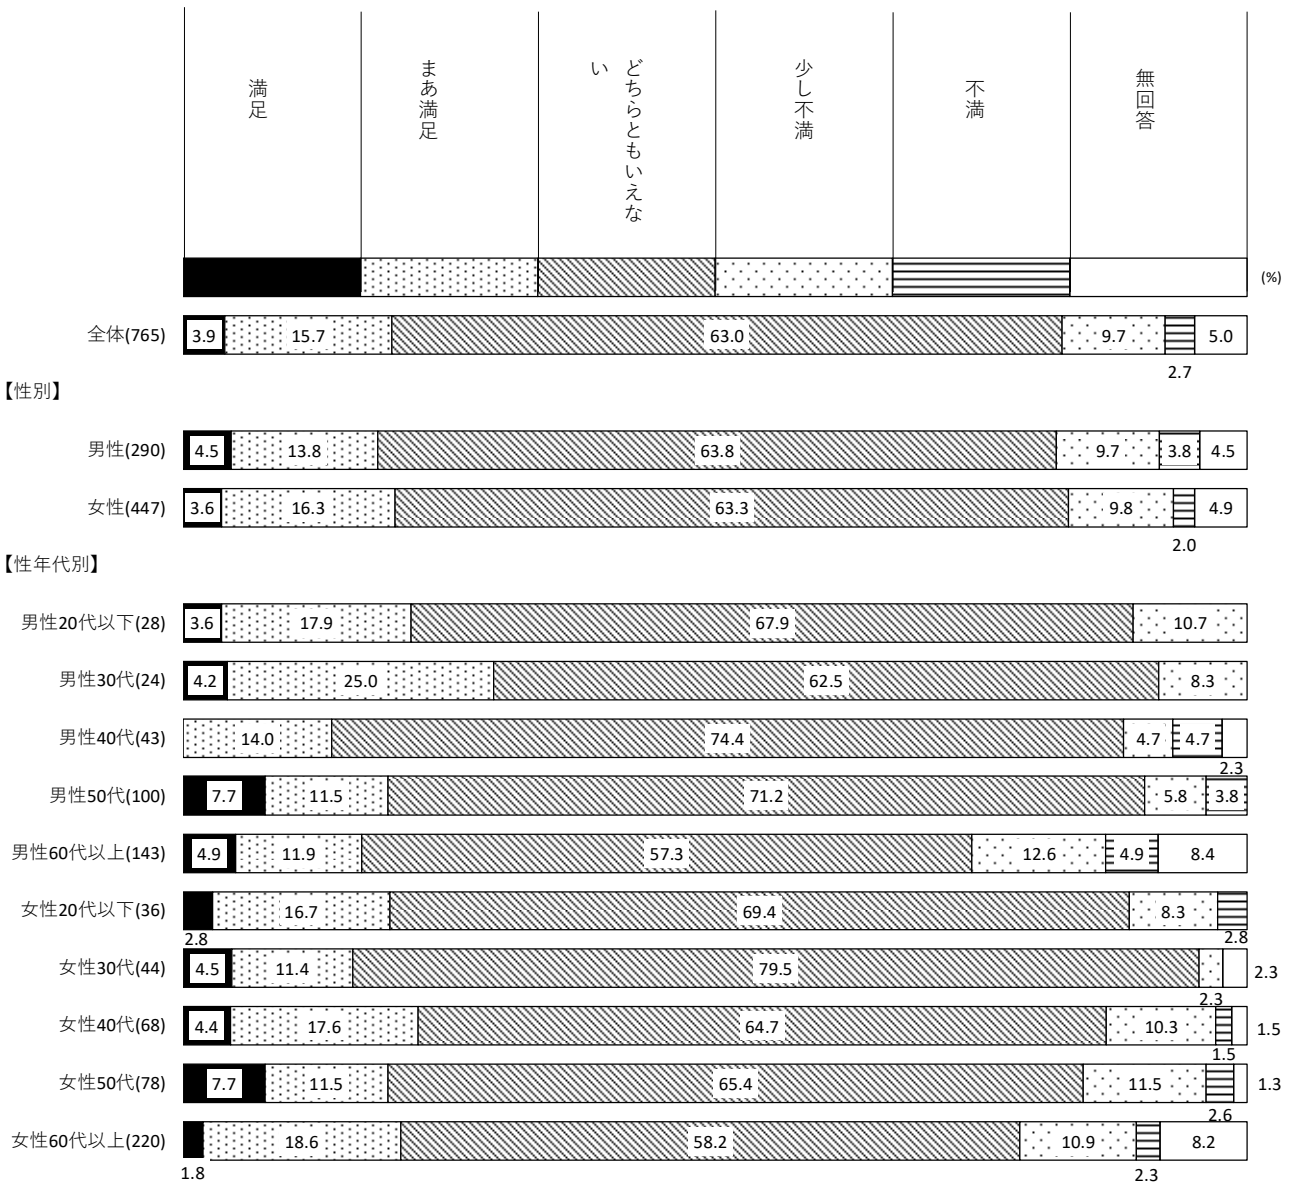 満足
まあ満足
どちらともいえな
い
少し不満
不満
無回答
(%)
全体(765) 3.9 15.7 63.0 9.7 5.0
2.7
【性別】
男性(290) 4.5 13.8 63.8 9.7 3.8 4.5
女性(447) 3.6 16.3 63.3 9.8 4.9
2.0
【性年代別】
男性20代以下(28) 3.6 17.9 67.9 10.7
男性30代(24) 4.2 25.0 62.5 8.3
男性40代(43) 14.0 74.4 4.7 4.7
2.3
男性50代(100) 7.7 11.5 71.2 5.8 3.8
男性60代以上(143) 4.9 11.9 57.3 12.6 4.9 8.4
女性20代以下(36) 16.7 69.4 8.3
2.8 2.8
女性30代(44) 4.5 11.4 79.5 2.3
2.3
女性40代(68) 4.4 17.6 64.7 10.3 1.5
1.5
女性50代(78) 7.7 11.5 65.4 11.5 1.3
2.6
女性60代以上(220) 18.6 58.2 10.9 8.2
1.8 2.3